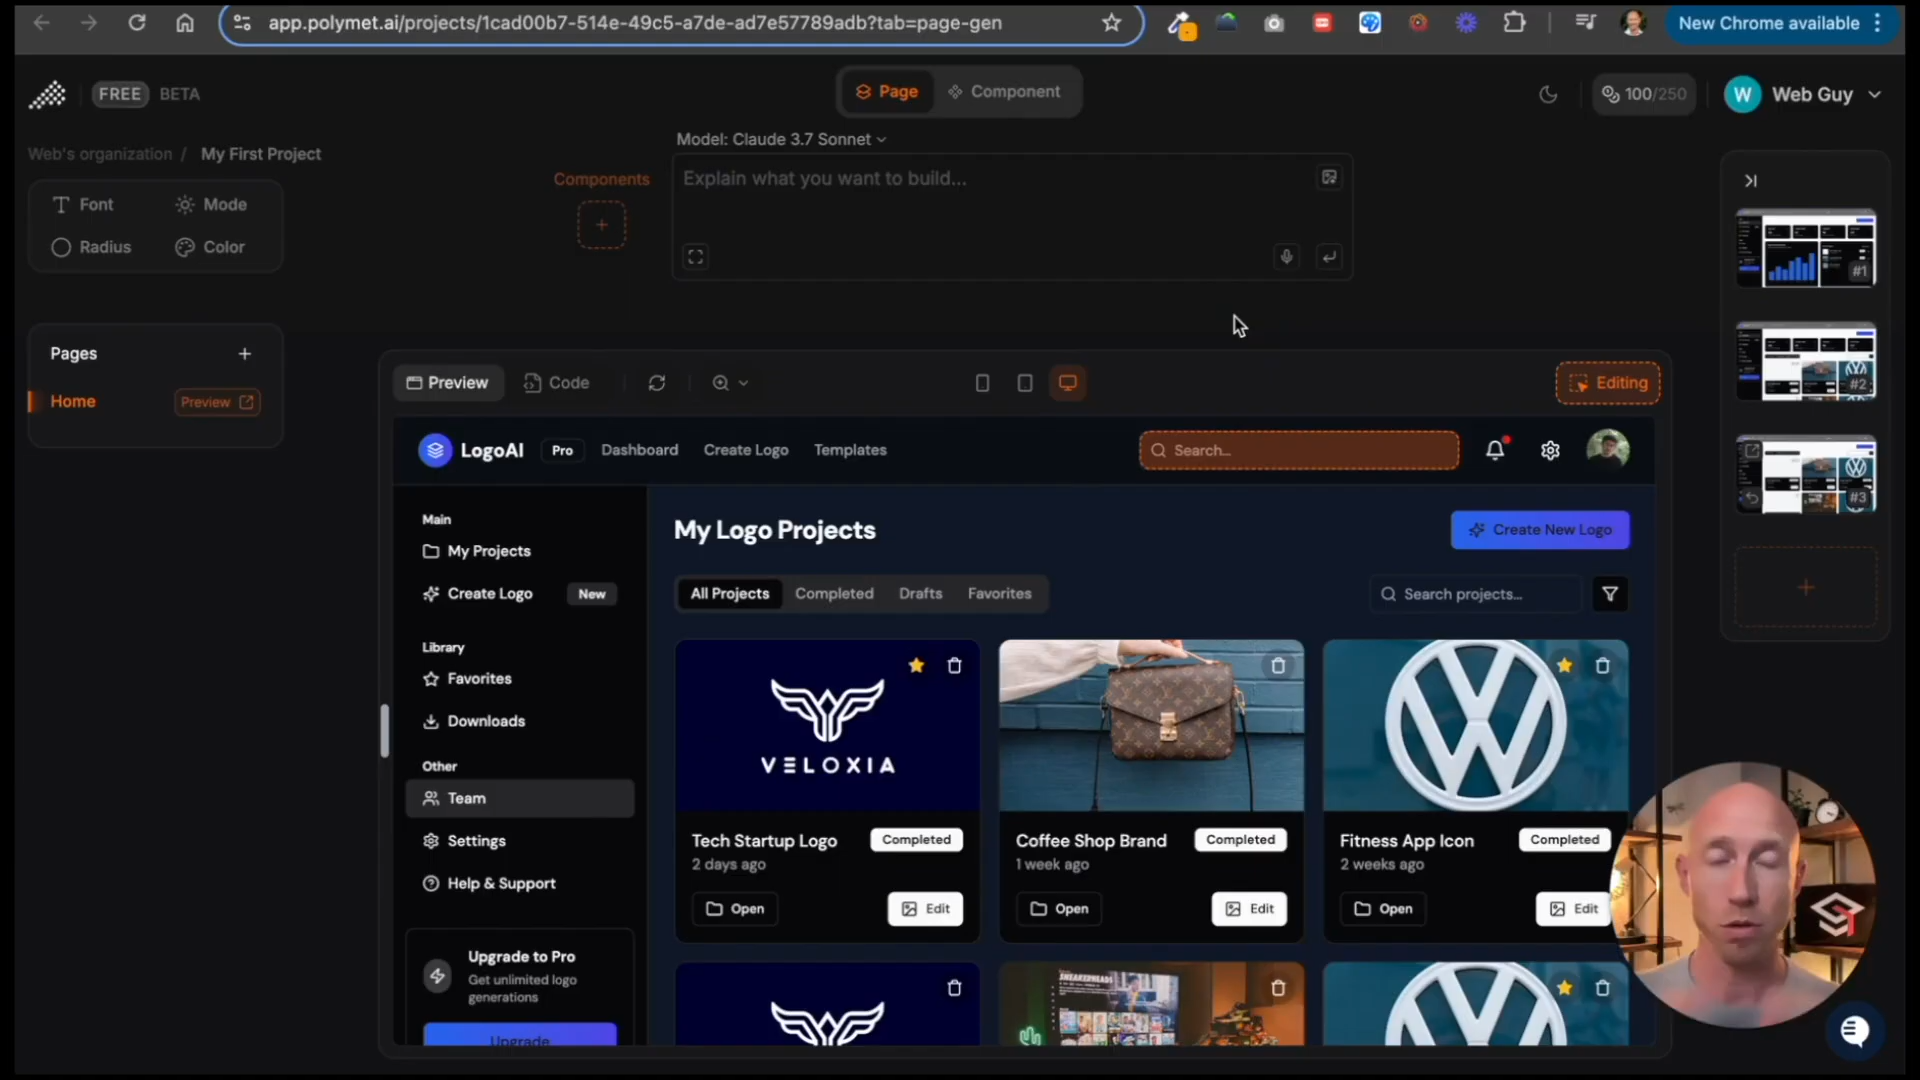 app.polymet.ai/projects/1cad00b7-514e-49c5-a7de-ad7e57789adb?tab=page-gen
New Chrome available
FREE BETA
Page Component
100/250
W Web Guy
Web's organization / My First Project
Model: Claude 3.7 Sonnet
Font Mode
Radius Color
Components
Explain what you want to build...
Pages
Home Preview
#1
#2
#3
Preview Code
Editing
LogoAI Pro Dashboard Create Logo Templates Search...
Main
My Projects
Create Logo New
Library
Favorites
Downloads
Other
Team
Settings
Help & Support
Upgrade to Pro
Get unlimited logo
generations
Upgrade
My Logo Projects
Create New Logo
All Projects Completed Drafts Favorites
Search projects...
VELOXIA
Tech Startup Logo Completed
2 days ago
Open Edit
Coffee Shop Brand Completed
1 week ago
Open Edit
Fitness App Icon Completed
2 weeks ago
Open Edit